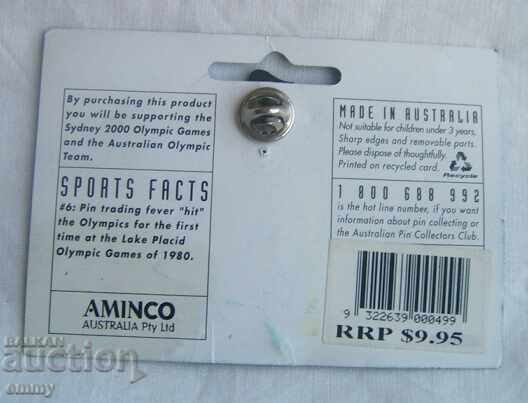 By purchasing this product
you will be supporting the
Sydney 2000 Olympic Games
and the Australian Olympic
Team.
SPORTS FACTS
#6: Pin trading fever "hit"
the Olympics for the first
time at the Lake Placid
Olympic Games of 1980.
AMINCO
AUSTRALIA Pty Ltd
MADE IN AUSTRALIA
Not suitable for children under 3 years.
Sharp edges and removable parts.
Please dispose of thoughtfully.
Printed on recycled card.
Recycle
1 800 688 992
is the hot line number, if you want
information about pin collecting or
the Australian Pin Collectors Club.
9 322639 000499
RRP $9.95
BALKAN
auction
emmy